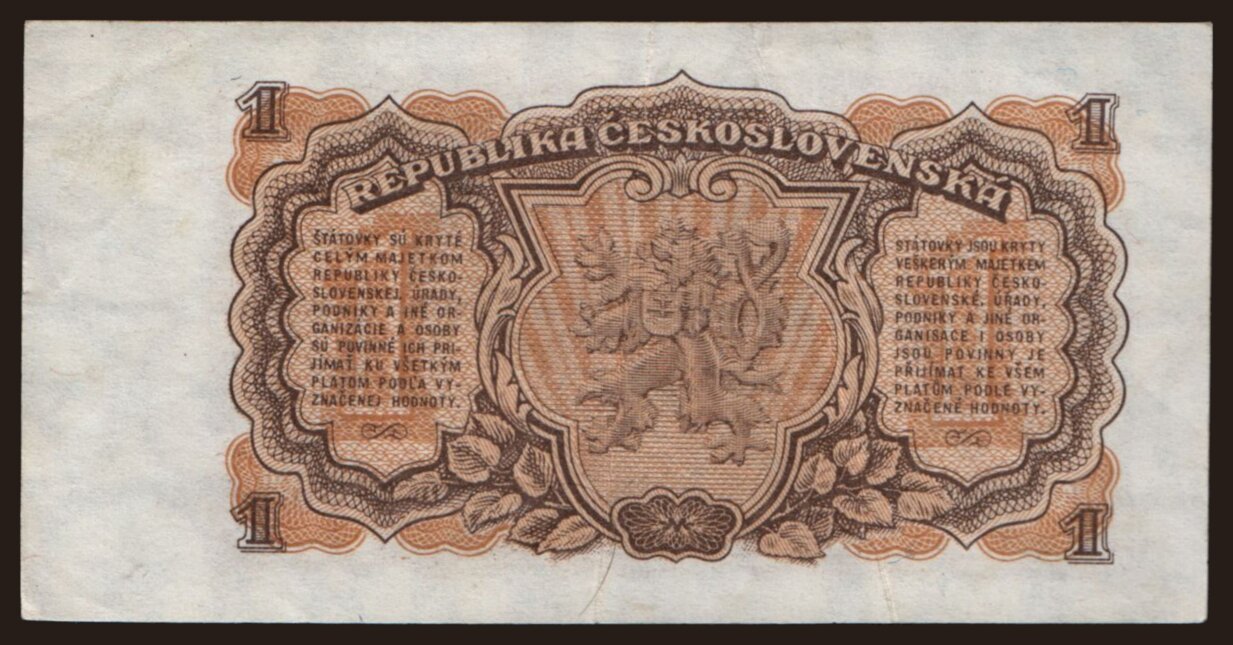 1
1
REPUBLIKA ČESKOSLOVENSKÁ
ŠTÁTOVKY SÚ KRYTÉ
CELÝM MAJETKOM
REPUBLIKY ČESKO-
SLOVENSKEJ. ÚRADY,
PODNIKY A INÉ OR-
GANIZÁCIE A OSOBY
SÚ POVINNÉ ICH PRI-
JÍMAŤ KU VŠETKÝM
PLATOM PODĽA VY-
ZNAČENEJ HODNOTY.
STÁTOVKY JSOU KRYTY
VEŠKERÝM MAJETKEM
REPUBLIKY ČESKO-
SLOVENSKÉ. ÚŘADY,
PODNIKY A JINÉ OR-
GANISACE I OSOBY
JSOU POVINNY JE
PŘIJÍMAT KE VŠEM
PLATŮM PODLE VY-
ZNAČENÉ HODNOTY.
1
1